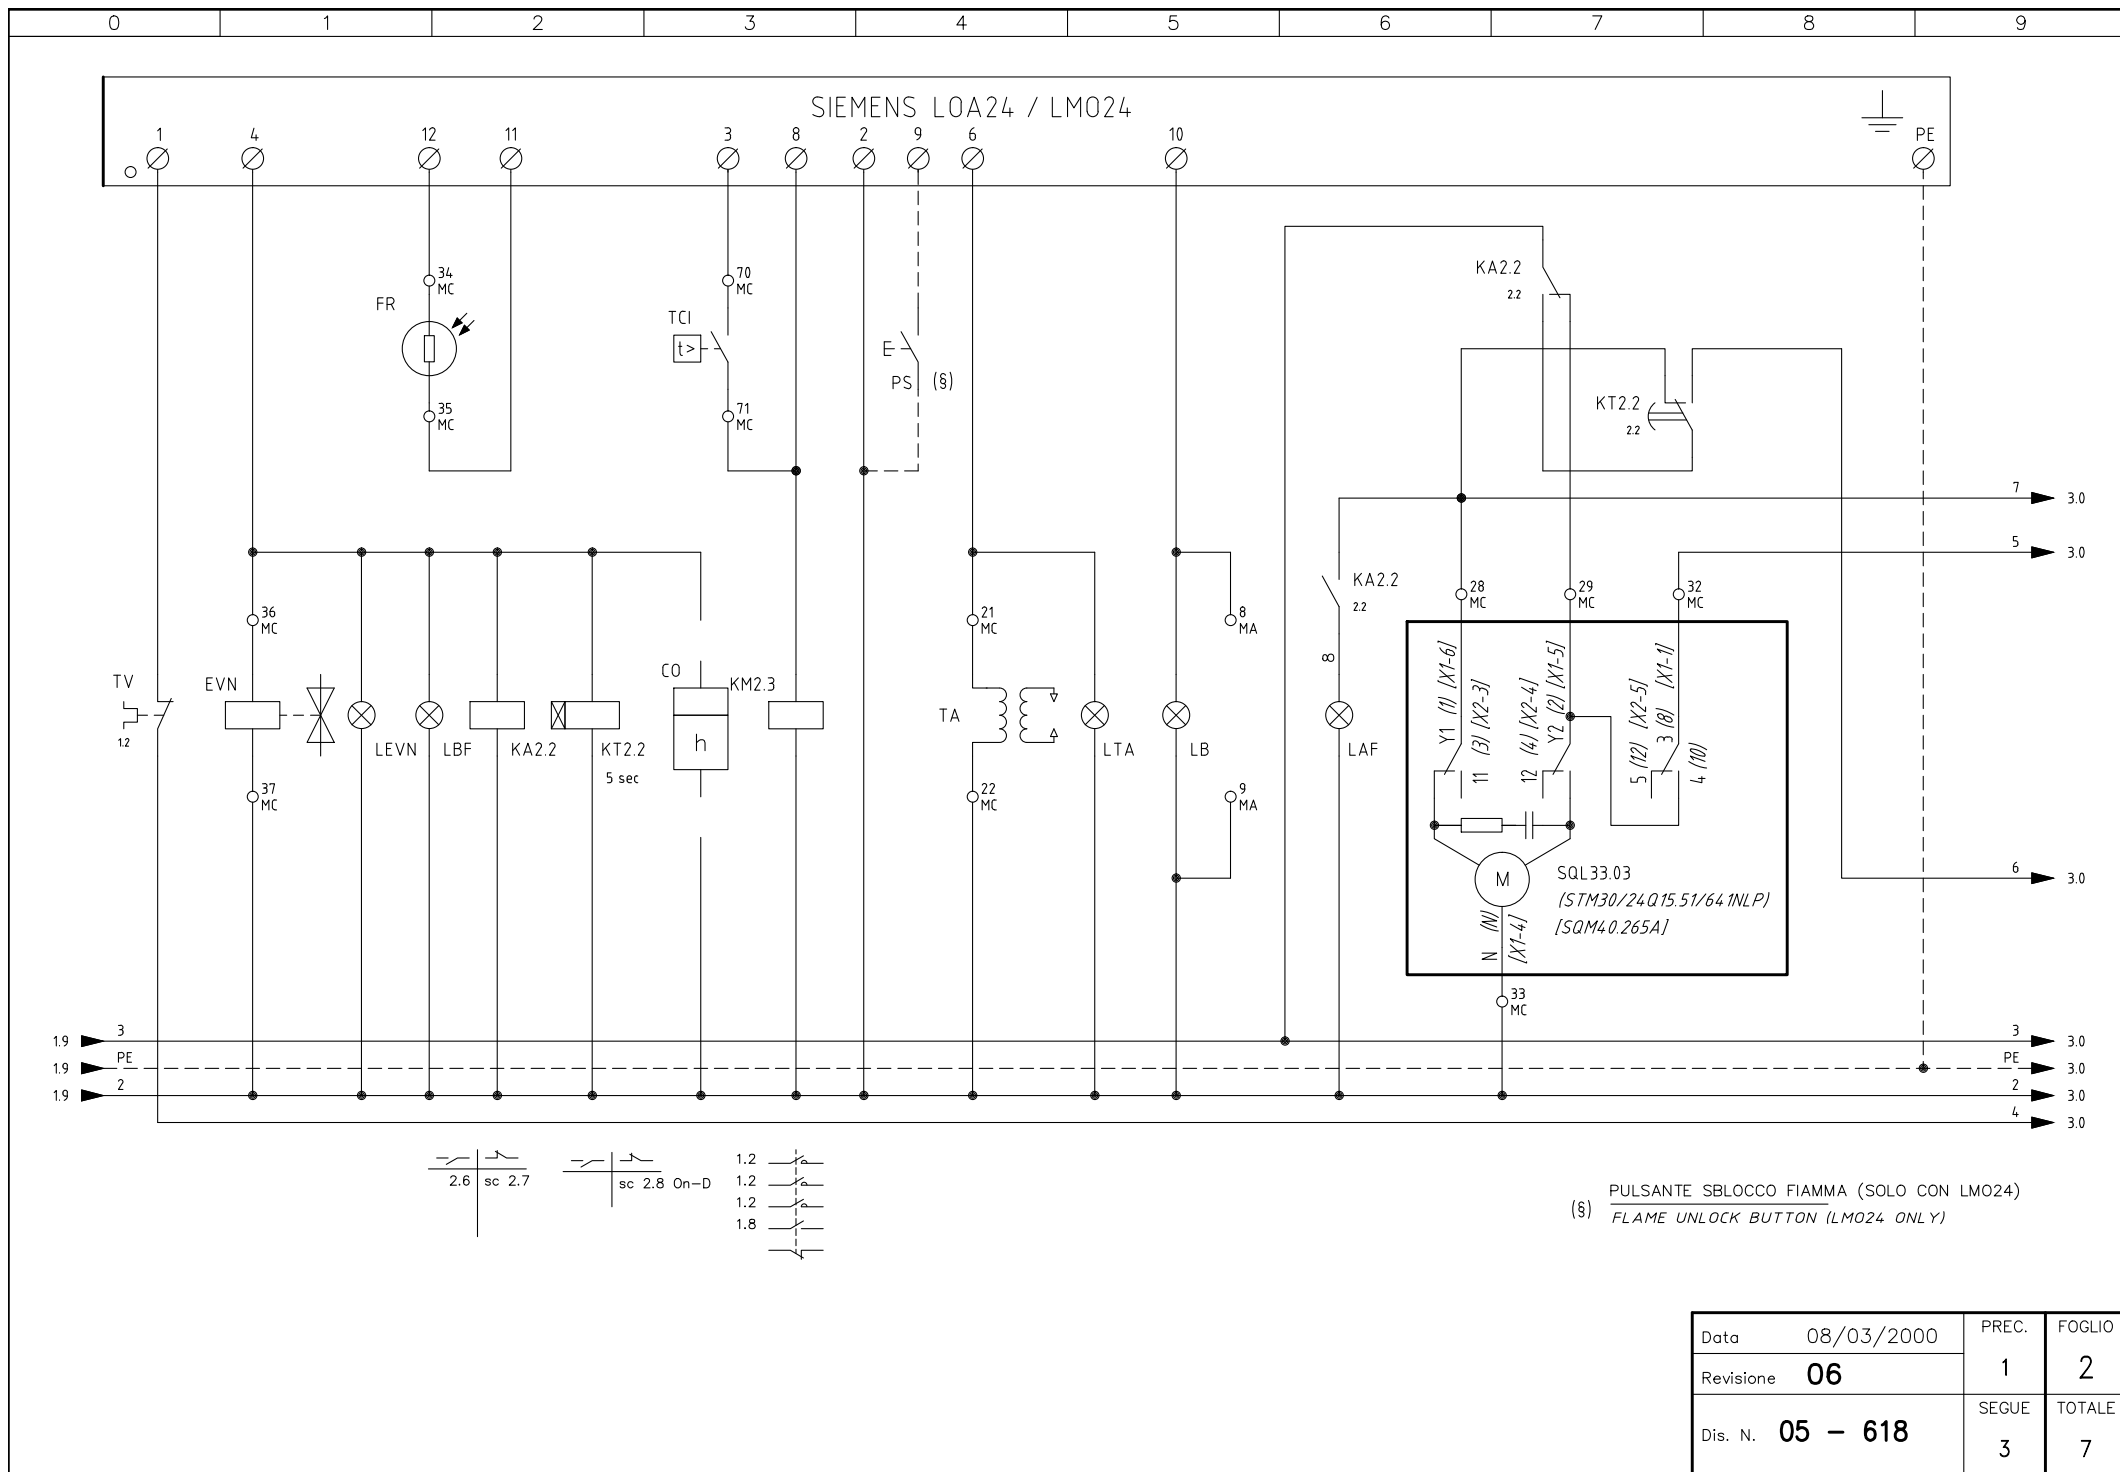 0 1 2 3 4 5 6 7 8 9
SIEMENS LOA24 / LMO24
1 4 12 11 3 8 2 9 6 10 PE
34
MC
FR
35
MC
70
MC
TCI
t>
71
MC
E
PS (§)
KA2.2
2.2
KT2.2
2.2
7 3.0
5 3.0
36
MC
21
MC
8
MA
KA2.2
2.2
28
MC
29
MC
32
MC
TV
1.2
EVN
37
MC
LEVN
LBF
KA2.2
KT2.2
5 sec
CO
h
KM2.3
TA
22
MC
LTA
LB
9
MA
8
LAF
Y1 (1) [X1-6]
11 (3) [X2-3]
12 (4) [X2-4]
Y2 (2) [X1-5]
5 (12) [X2-5]
3 (8) [X1-1]
4 (10)
M
SQL33.03
(STM30/24Q15.51/641NLP)
[SQM40.265A]
N (N)
[X1-4]
33
MC
6 3.0
1.9 3 3 3.0
1.9 PE PE 3.0
1.9 2 2 3.0
4 3.0
2.6 sc 2.7
sc 2.8 On-D
1.2
1.2
1.2
1.8
(§) PULSANTE SBLOCCO FIAMMA (SOLO CON LMO24)
FLAME UNLOCK BUTTON (LMO24 ONLY)
Data 08/03/2000
Revisione 06
Dis. N. 05 - 618
PREC.
1
FOGLIO
2
SEGUE
3
TOTALE
7